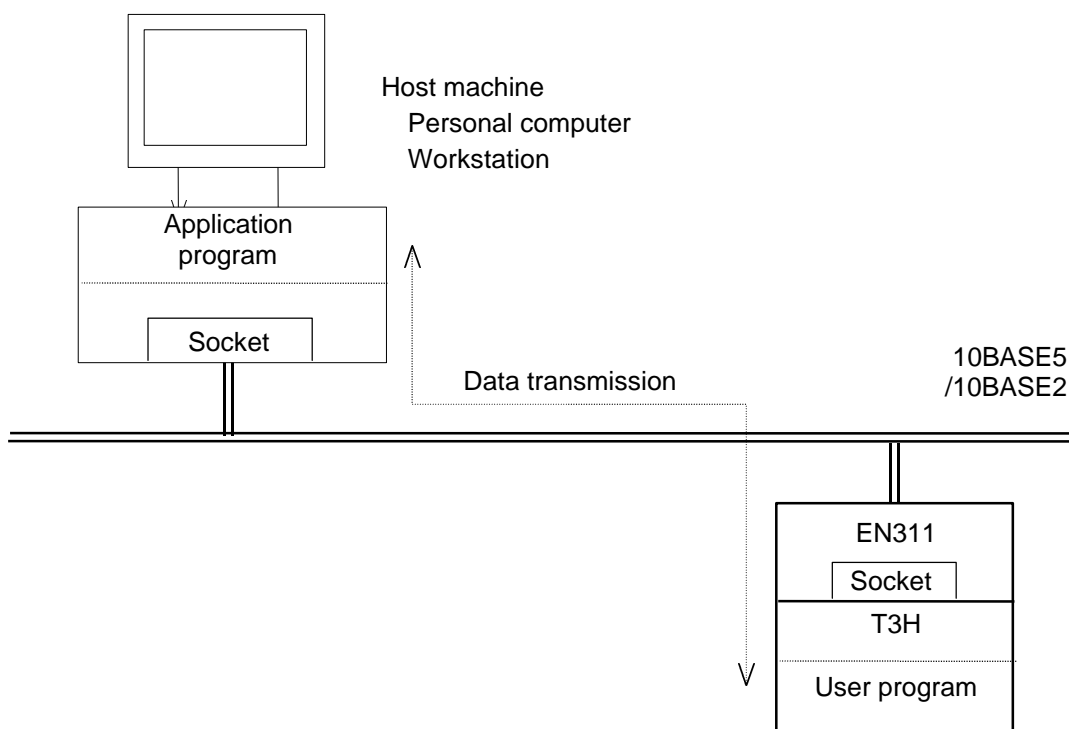 Host machine
Personal computer
Workstation
Application
program
Socket
Data transmission
10BASE5
/10BASE2
EN311
Socket
T3H
User program